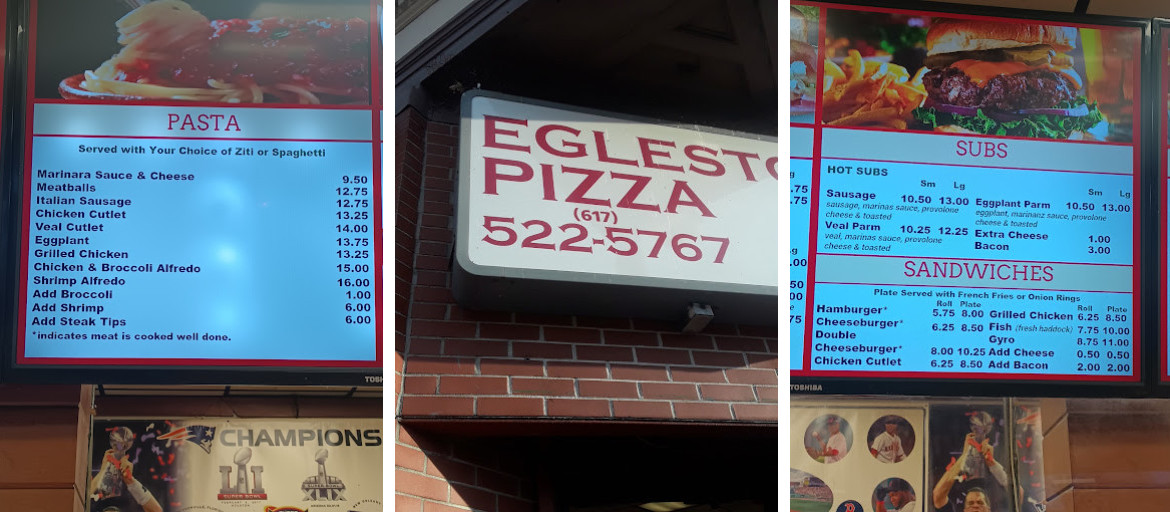 PASTA
Served with Your Choice of Ziti or Spaghetti
Marinara Sauce & Cheese 9.50
Meatballs 12.75
Italian Sausage 12.75
Chicken Cutlet 13.25
Veal Cutlet 14.00
Eggplant 13.75
Grilled Chicken 13.25
Chicken & Broccoli Alfredo 15.00
Shrimp Alfredo 16.00
Add Broccoli 1.00
Add Shrimp 6.00
Add Steak Tips 6.00
*indicates meat is cooked well done.
TOSH
CHAMPIONS
LI
SUPER BOWL
XLIX
EGLESTO
PIZZA
(617)
522-5767
SUBS
HOT SUBS
Sm Lg
Sausage 10.50 13.00
sausage, marinas sauce, provolone
cheese & toasted
Veal Parm 10.25 12.25
veal, marinas sauce, provolone
cheese & toasted
Sm Lg
Eggplant Parm 10.50 13.00
eggplant, marinanz sauce, provolone
cheese & toasted
Extra Cheese 1.00
Bacon 3.00
SANDWICHES
Plate Served with French Fries or Onion Rings
Roll Plate
Hamburger* 5.75 8.00
Cheeseburger* 6.25 8.50
Double
Cheeseburger* 8.00 10.25
Chicken Cutlet 6.25 8.50
Roll Plate
Grilled Chicken 6.25 8.50
Fish (fresh haddock) 7.75 10.00
Gyro 8.75 11.00
Add Cheese 0.50 0.50
Add Bacon 2.00 2.00
TOSHIBA